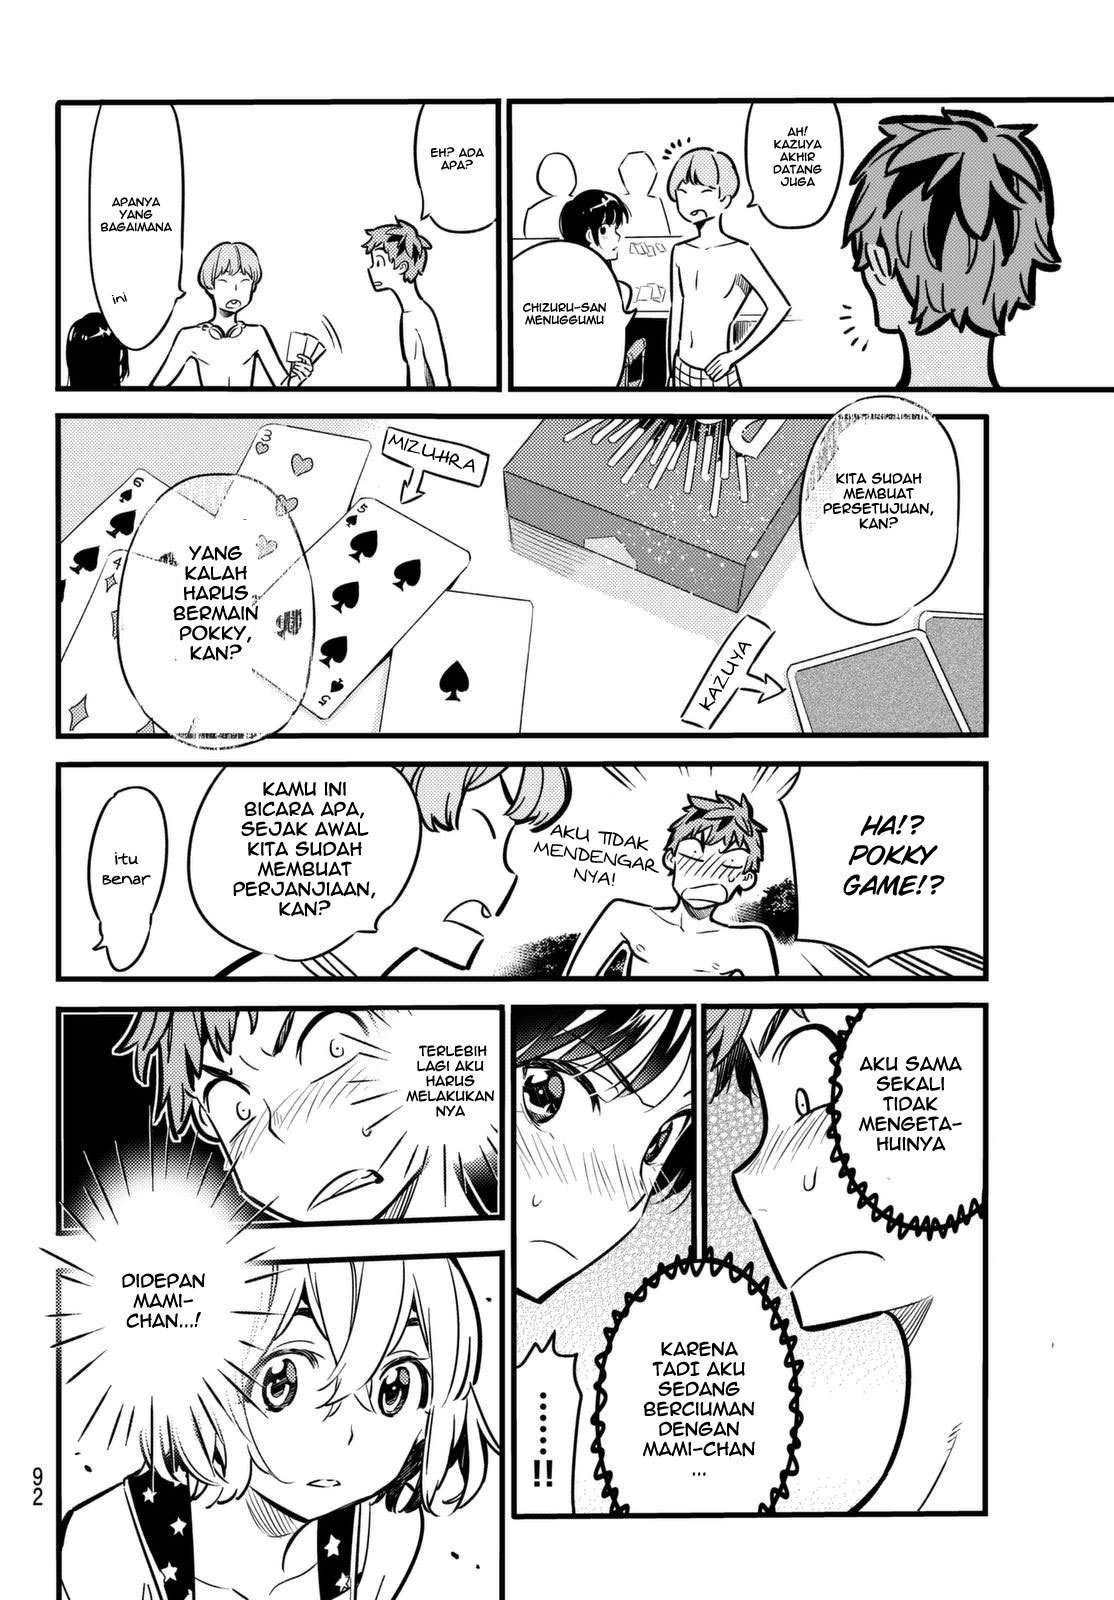 AH!
KAZUYA
AKHIR
DATANG
JUGA
CHIZURU-SAN
MENUGGUMU
EH? ADA
APA?
APANYA
YANG
BAGAIMANA
ini
KITA SUDAH
MEMBUAT
PERSETUJUAN,
KAN?
MIZUHRA
KAZUYA
YANG
KALAH
HARUS
BERMAIN
POKKY,
KAN?
HA!?
POKKY
GAME!?
AKU TIDAK
MENDENGAR
NYA!
KAMU INI
BICARA APA,
SEJAK AWAL
KITA SUDAH
MEMBUAT
PERJANJIAAN,
KAN?
itu
Benar
AKU SAMA
SEKALI
TIDAK
MENGETA-
HUINYA
KARENA
TADI AKU
SEDANG
BERCIUMAN
DENGAN
MAMI-CHAN
...
......!!
TERLEBIH
LAGI AKU
HARUS
MELAKUKAN
NYA
DIDEPAN
MAMI-
CHAN...!
92